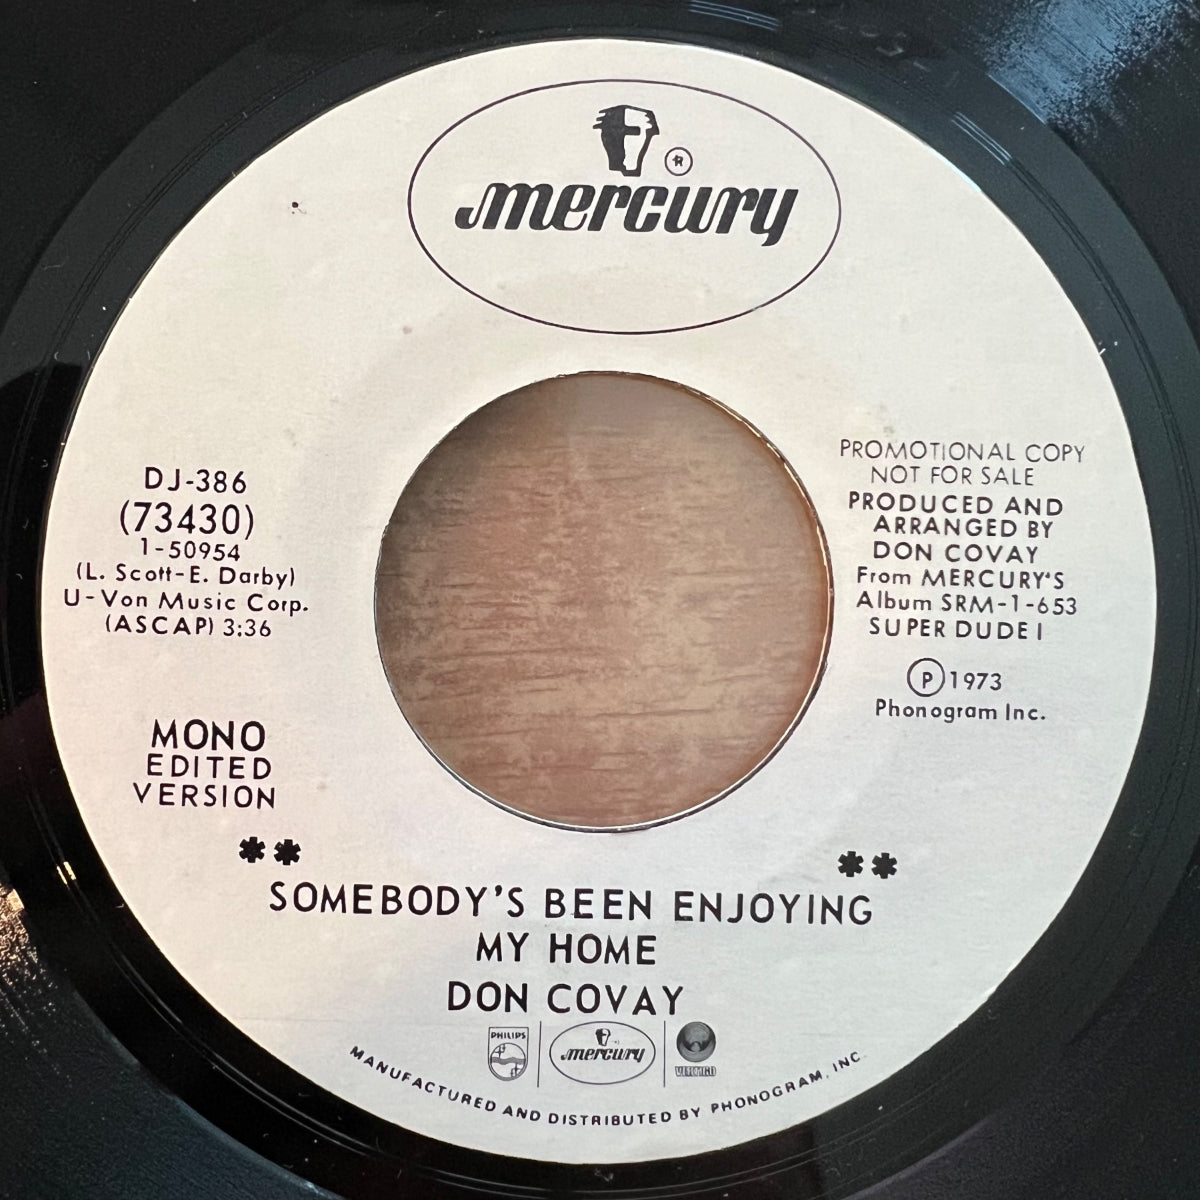 mercury
®
DJ-386
(73430)
1-50954
(L. Scott-E. Darby)
U-Von Music Corp.
(ASCAP) 3:36
MONO
EDITED
VERSION
PROMOTIONAL COPY
NOT FOR SALE
PRODUCED AND
ARRANGED BY
DON COVAY
From MERCURY'S
Album SRM-1-653
SUPER DUDE I
Ⓟ1973
Phonogram Inc.
** **
SOMEBODY'S BEEN ENJOYING
MY HOME
DON COVAY
PHILIPS
mercury
VERTIGO
MANUFACTURED AND DISTRIBUTED BY PHONOGRAM, INC.